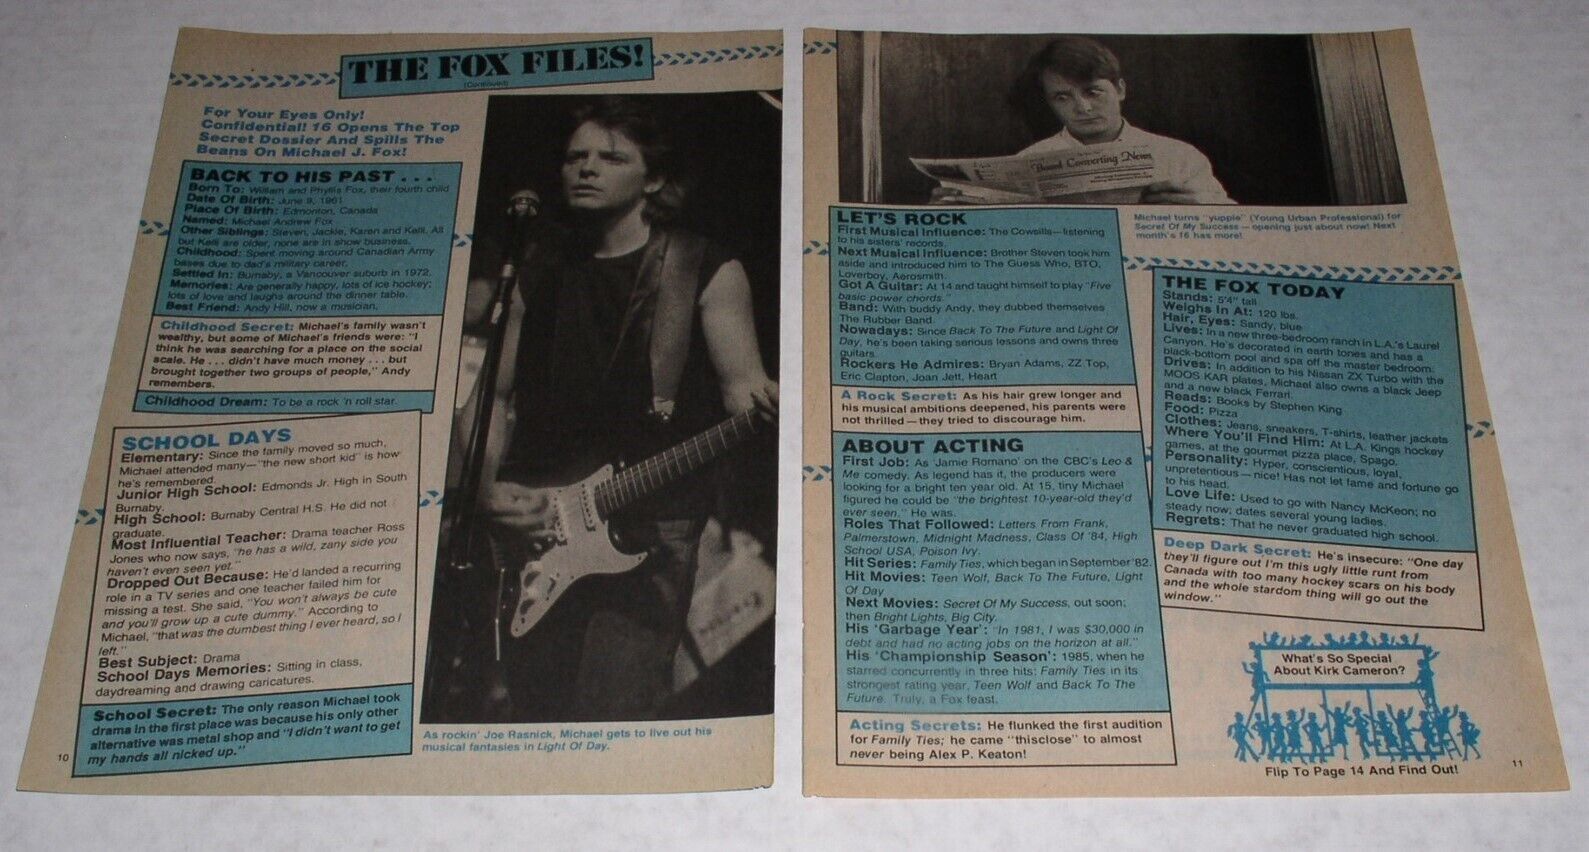 THE FOX FILES!
(Continued)
For Your Eyes Only!
Confidential! 16 Opens The Top
Secret Dossier And Spills The
Beans On Michael J. Fox!
BACK TO HIS PAST . . .
Born To: William and Phyllis Fox, their fourth child
Date Of Birth: June 9, 1961
Place Of Birth: Edmonton, Canada
Named: Michael Andrew Fox
Other Siblings: Steven, Jackie, Karen and Kelli. All
but Kelli are older, none are in show business.
Childhood: Spent moving around Canadian Army
bases due to dad's military career.
Settled In: Burnaby, a Vancouver suburb in 1972.
Memories: Are generally happy, lots of ice hockey;
lots of love and laughs around the dinner table.
Best Friend: Andy Hill, now a musician.
Childhood Secret: Michael's family wasn't
wealthy, but some of Michael's friends were: "I
think he was searching for a place on the social
scale. He . . . didn't have much money . . . but
brought together two groups of people," Andy
remembers.
Childhood Dream: To be a rock 'n roll star.
SCHOOL DAYS
Elementary: Since the family moved so much,
Michael attended many—"the new short kid" is how
he's remembered.
Junior High School: Edmonds Jr. High in South
Burnaby.
High School: Burnaby Central H.S. He did not
graduate.
Most Influential Teacher: Drama teacher Ross
Jones who now says, "he has a wild, zany side you
haven't even seen yet."
Dropped Out Because: He'd landed a recurring
role in a TV series and one teacher failed him for
missing a test. She said, "You won't always be cute
and you'll grow up a cute dummy." According to
Michael, "that was the dumbest thing I ever heard, so I
left."
Best Subject: Drama
School Days Memories: Sitting in class,
daydreaming and drawing caricatures.
School Secret: The only reason Michael took
drama in the first place was because his only other
alternative was metal shop and "I didn't want to get
my hands all nicked up."
10
As rockin' Joe Rasnick, Michael gets to live out his
musical fantasies in Light Of Day.
Board Converting News
Michael turns "yuppie" (Young Urban Professional) for
Secret Of My Success—opening just about now! Next
month's 16 has more!
LET'S ROCK
First Musical Influence: The Cowsills—listening
to his sisters' records.
Next Musical Influence: Brother Steven took him
aside and introduced him to The Guess Who, BTO,
Loverboy, Aerosmith.
Got A Guitar: At 14 and taught himself to play "Five
basic power chords."
Band: With buddy Andy, they dubbed themselves
The Rubber Band.
Nowadays: Since Back To The Future and Light Of
Day, he's been taking serious lessons and owns three
guitars.
Rockers He Admires: Bryan Adams, ZZ Top,
Eric Clapton, Joan Jett, Heart
A Rock Secret: As his hair grew longer and
his musical ambitions deepened, his parents were
not thrilled—they tried to discourage him.
ABOUT ACTING
First Job: As 'Jamie Romano' on the CBC's Leo &
Me comedy. As legend has it, the producers were
looking for a bright ten year old. At 15, tiny Michael
figured he could be "the brightest 10-year-old they'd
ever seen." He was.
Roles That Followed: Letters From Frank,
Palmerstown, Midnight Madness, Class Of '84, High
School USA, Poison Ivy.
Hit Series: Family Ties, which began in September '82.
Hit Movies: Teen Wolf, Back To The Future, Light
Of Day
Next Movies: Secret Of My Success, out soon;
then Bright Lights, Big City.
His 'Garbage Year': "In 1981, I was $30,000 in
debt and had no acting jobs on the horizon at all."
His 'Championship Season': 1985, when he
starred concurrently in three hits: Family Ties in its
strongest rating year, Teen Wolf and Back To The
Future. Truly, a Fox feast.
Acting Secrets: He flunked the first audition
for Family Ties; he came "thisclose" to almost
never being Alex P. Keaton!
THE FOX TODAY
Stands: 5'4" tall
Weighs In At: 120 lbs.
Hair, Eyes: Sandy, blue
Lives: In a new three-bedroom ranch in L.A.'s Laurel
Canyon. He's decorated in earth tones and has a
black-bottom pool and spa off the master bedroom.
Drives: In addition to his Nissan ZX Turbo with the
MOOS KAR plates, Michael also owns a black Jeep
and a new black Ferrari.
Reads: Books by Stephen King
Food: Pizza
Clothes: Jeans, sneakers, T-shirts, leather jackets
Where You'll Find Him: At L.A. Kings hockey
games, at the gourmet pizza place, Spago.
Personality: Hyper, conscientious, loyal,
unpretentious—nice! Has not let fame and fortune go
to his head.
Love Life: Used to go with Nancy McKeon; no
steady now; dates several young ladies.
Regrets: That he never graduated high school.
Deep Dark Secret: He's insecure: "One day
they'll figure out I'm this ugly little runt from
Canada with too many hockey scars on his body
and the whole stardom thing will go out the
window."
What's So Special
About Kirk Cameron?
Flip To Page 14 And Find Out!
11